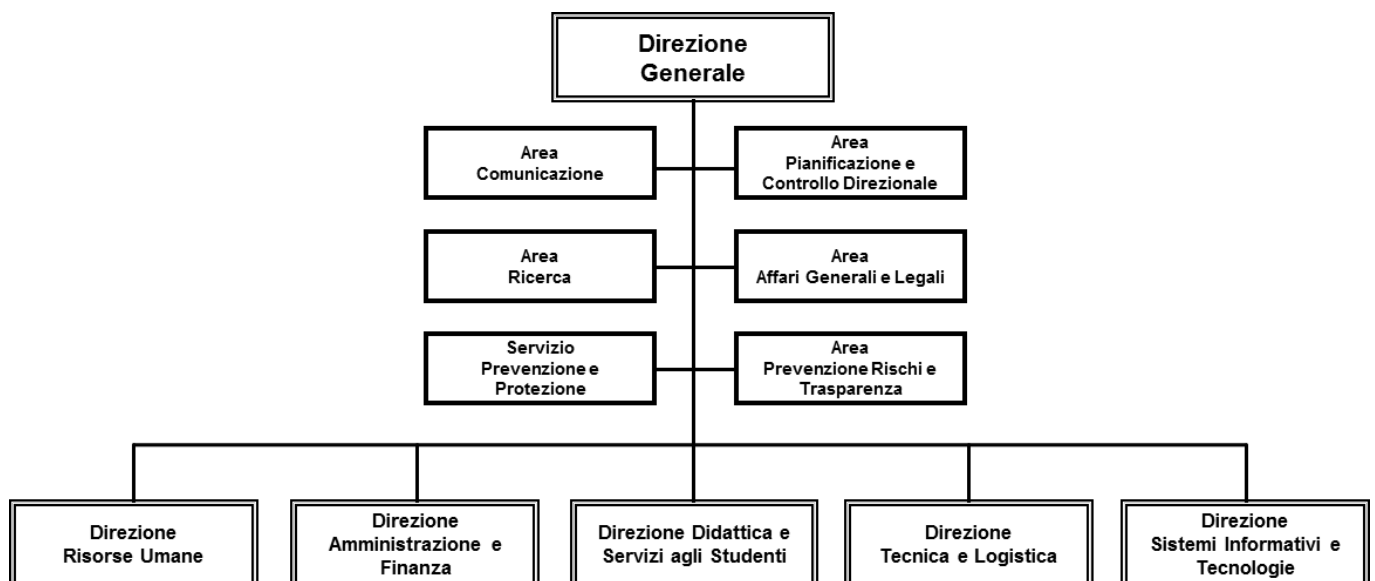 Direzione
Generale
Area
Comunicazione
Area
Pianificazione e
Controllo Direzionale
Area
Ricerca
Area
Affari Generali e Legali
Servizio
Prevenzione e
Protezione
Area
Prevenzione Rischi e
Trasparenza
Direzione
Risorse Umane
Direzione
Amministrazione e
Finanza
Direzione Didattica e
Servizi agli Studenti
Direzione
Tecnica e Logistica
Direzione
Sistemi Informativi e
Tecnologie